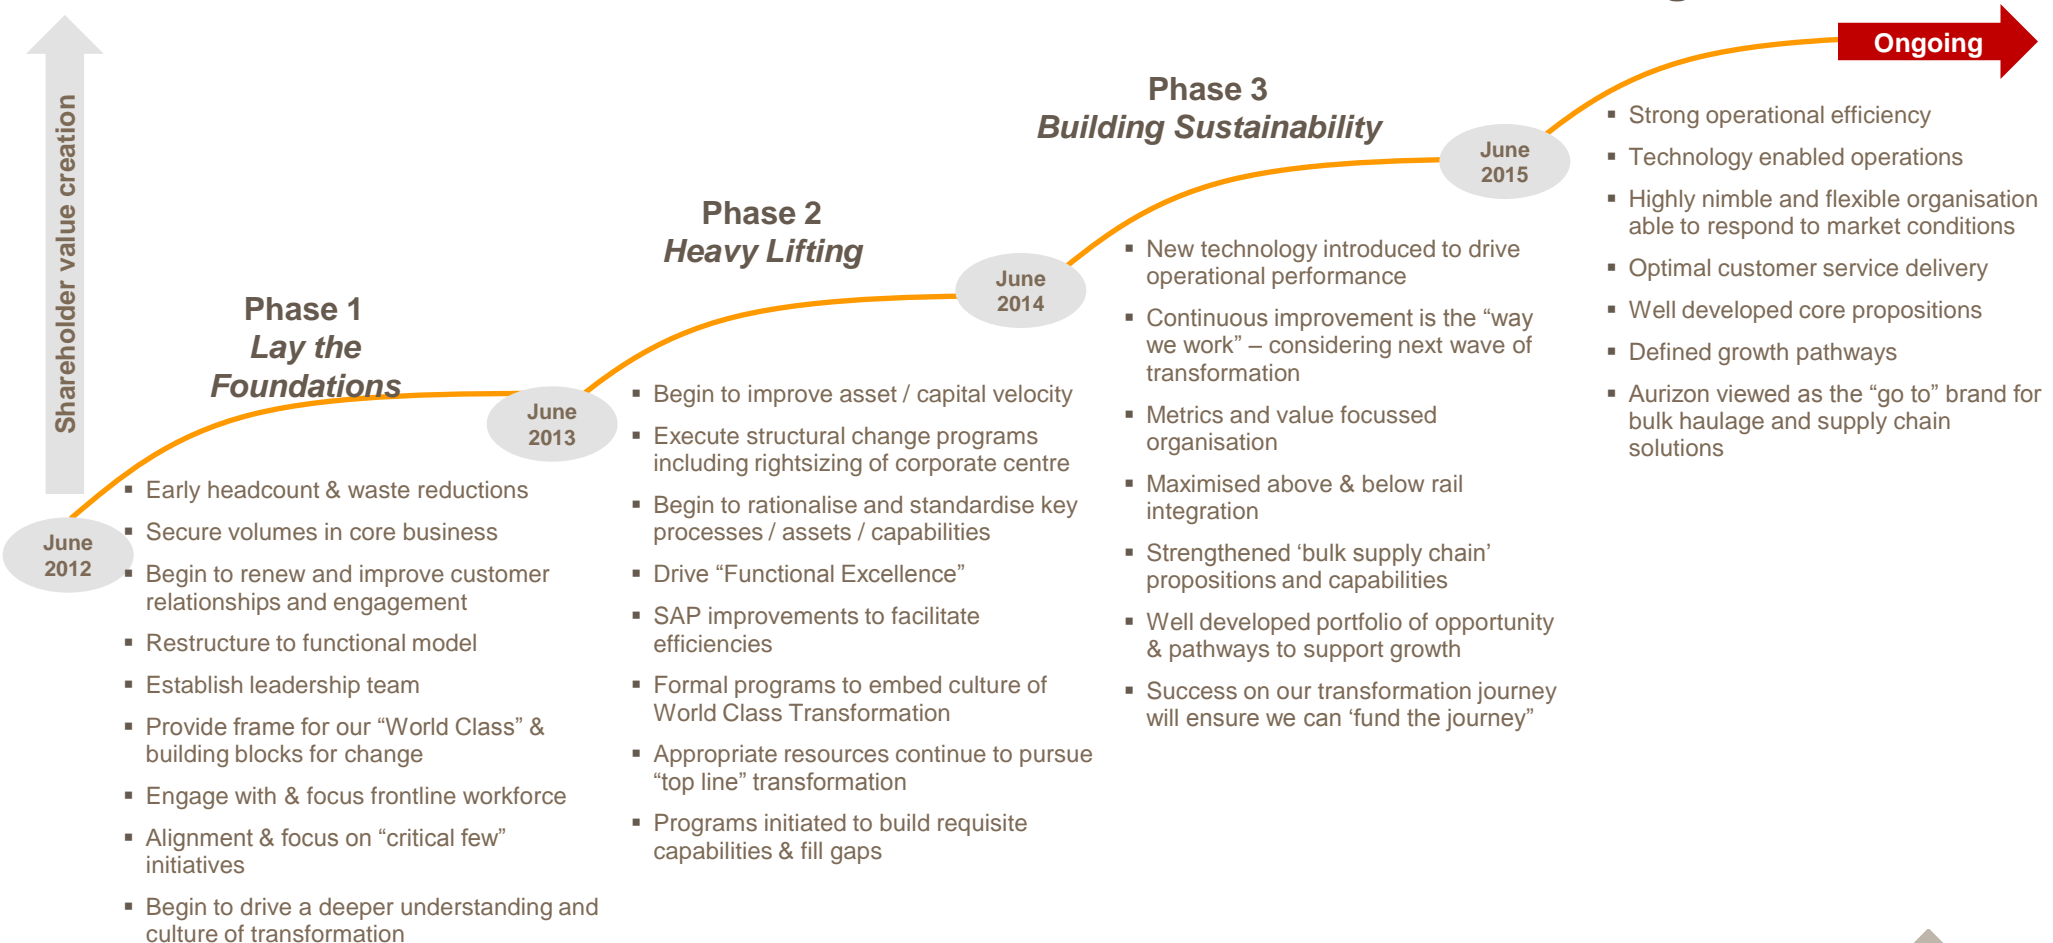 Shareholder value creation
June
2012
Phase 1
Lay the
Foundations
▪ Early headcount & waste reductions
▪ Secure volumes in core business
▪ Begin to renew and improve customer
relationships and engagement
▪ Restructure to functional model
▪ Establish leadership team
▪ Provide frame for our “World Class” &
building blocks for change
▪ Engage with & focus frontline workforce
▪ Alignment & focus on “critical few”
initiatives
▪ Begin to drive a deeper understanding and
culture of transformation
June
2013
Phase 2
Heavy Lifting
▪ Begin to improve asset / capital velocity
▪ Execute structural change programs
including rightsizing of corporate centre
▪ Begin to rationalise and standardise key
processes / assets / capabilities
▪ Drive “Functional Excellence”
▪ SAP improvements to facilitate
efficiencies
▪ Formal programs to embed culture of
World Class Transformation
▪ Appropriate resources continue to pursue
“top line” transformation
▪ Programs initiated to build requisite
capabilities & fill gaps
June
2014
Phase 3
Building Sustainability
▪ New technology introduced to drive
operational performance
▪ Continuous improvement is the “way
we work” – considering next wave of
transformation
▪ Metrics and value focussed
organisation
▪ Maximised above & below rail
integration
▪ Strengthened ‘bulk supply chain’
propositions and capabilities
▪ Well developed portfolio of opportunity
& pathways to support growth
▪ Success on our transformation journey
will ensure we can ‘fund the journey”
June
2015
Ongoing
▪ Strong operational efficiency
▪ Technology enabled operations
▪ Highly nimble and flexible organisation
able to respond to market conditions
▪ Optimal customer service delivery
▪ Well developed core propositions
▪ Defined growth pathways
▪ Aurizon viewed as the “go to” brand for
bulk haulage and supply chain
solutions